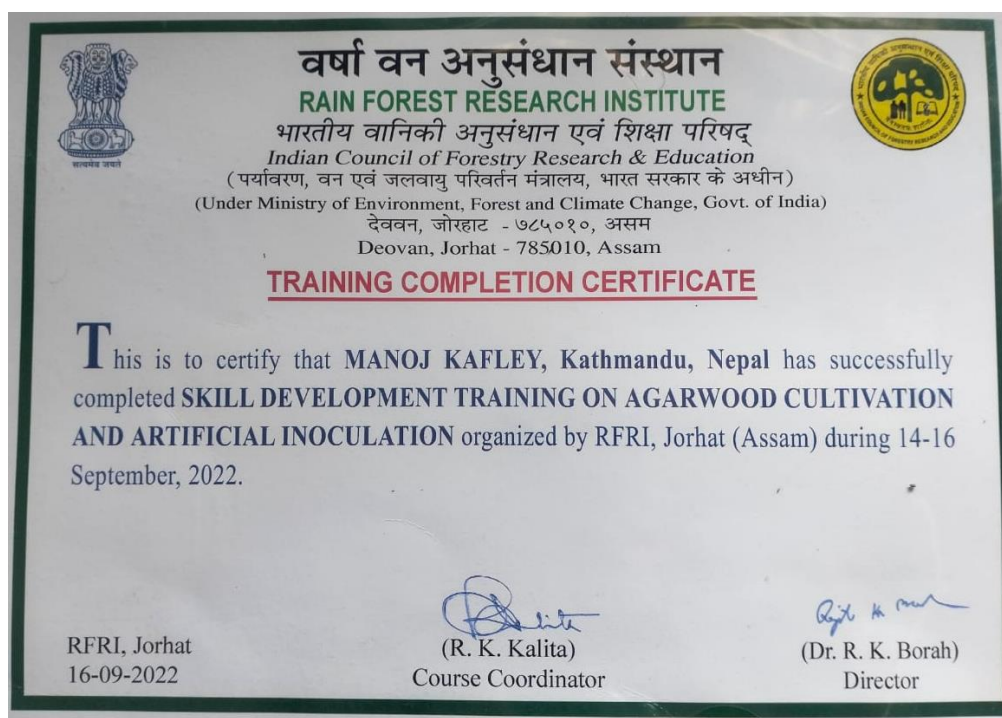 वर्षा वन अनुसंधान संस्थान
RAIN FOREST RESEARCH INSTITUTE
भारतीय वानिकी अनुसंधान एवं शिक्षा परिषद्
Indian Council of Forestry Research & Education
(पर्यावरण, वन एवं जलवायु परिवर्तन मंत्रालय, भारत सरकार के अधीन)
(Under Ministry of Environment, Forest and Climate Change, Govt. of India)
देववन, जोरहाट - ७८५०१०, असम
Deovan, Jorhat - 785010, Assam
सत्यमेव जयते
TRAINING COMPLETION CERTIFICATE
This is to certify that MANOJ KAFLEY, Kathmandu, Nepal has successfully
completed SKILL DEVELOPMENT TRAINING ON AGARWOOD CULTIVATION
AND ARTIFICIAL INOCULATION organized by RFRI, Jorhat (Assam) during 14-16
September, 2022.
RFRI, Jorhat
16-09-2022
(R. K. Kalita)
Course Coordinator
(Dr. R. K. Borah)
Director